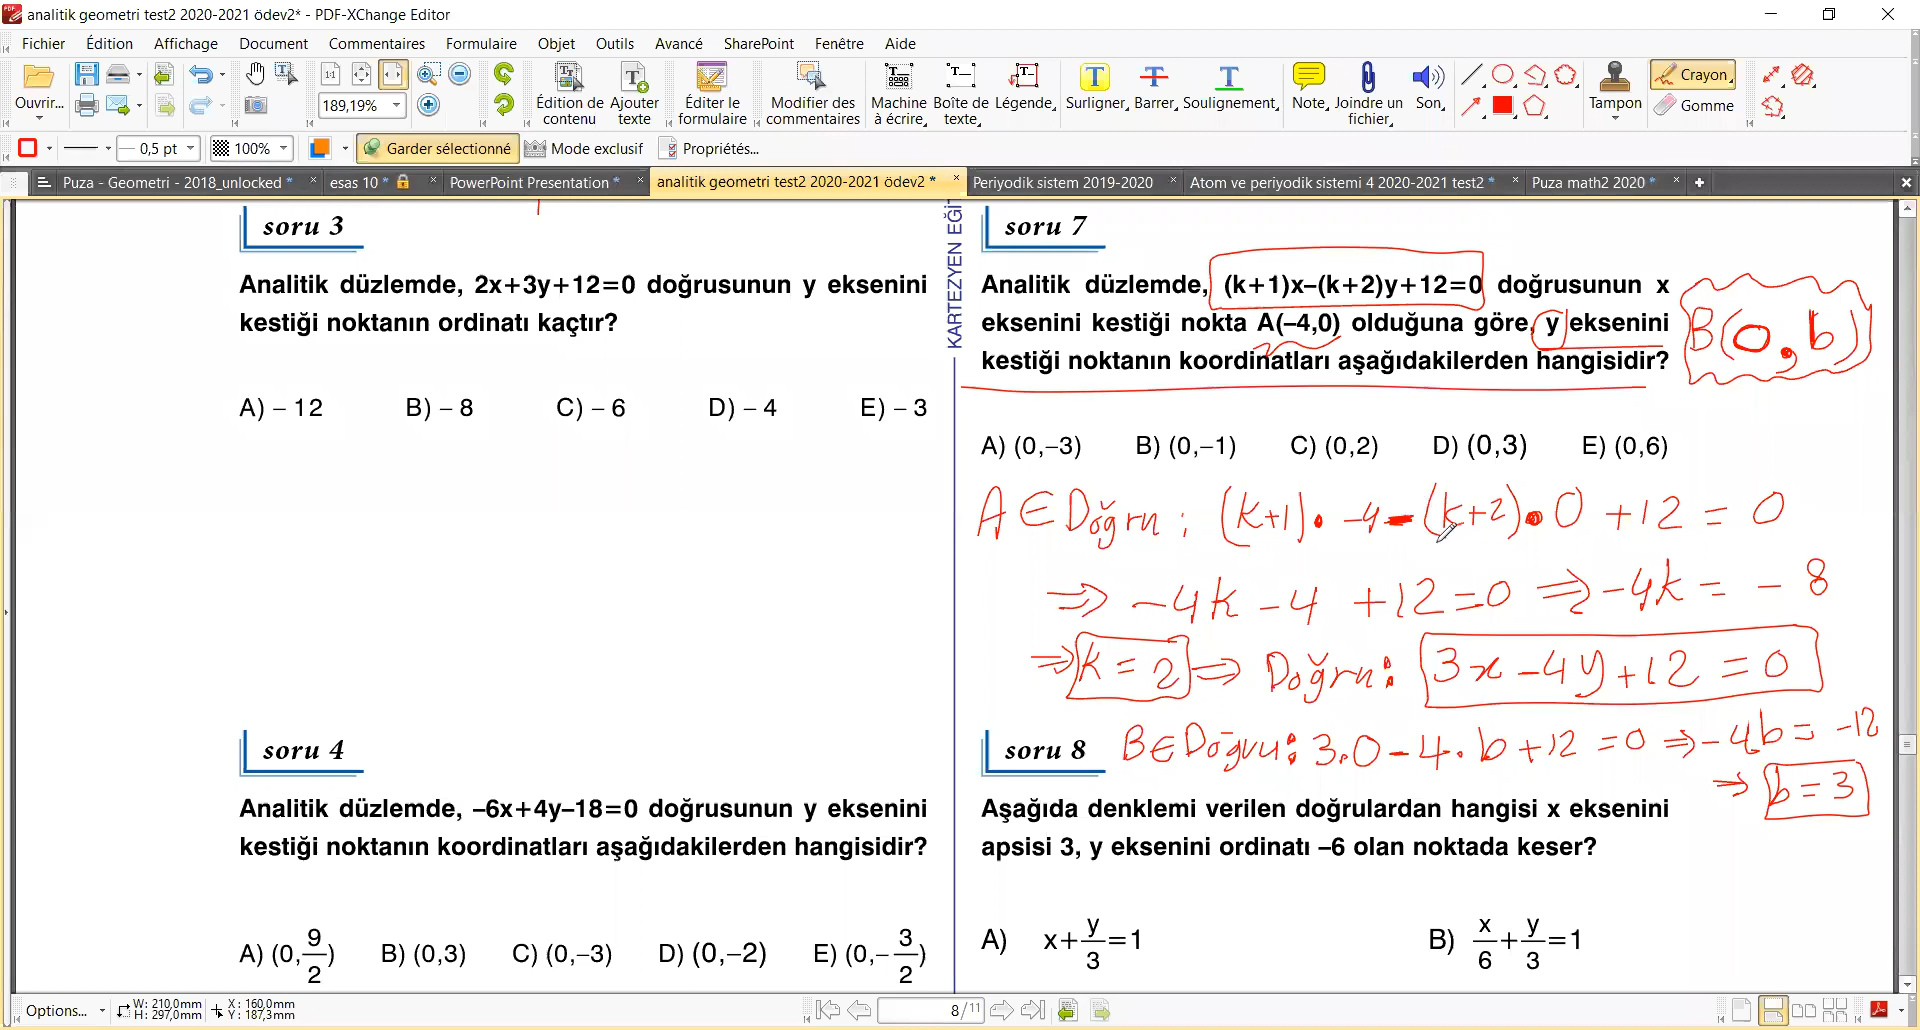 analitik geometri test2 2020-2021 ödev2* - PDF-XChange Editor
Fichier Édition Affichage Document Commentaires Formulaire Objet Outils Avancé SharePoint Fenêtre Aide
Ouvrir...
189,19%
Édition de contenu
Ajouter texte
Éditer le formulaire
Modifier des commentaires
Machine à écrire
Boîte de texte
Légende
Surligner
Barrer
Soulignement
Note
Joindre un fichier
Son
Tampon
Crayon
Gomme
0,5 pt 100% Garder sélectionné Mode exclusif Propriétés...
Puza - Geometri - 2018_unlocked * esas 10 * PowerPoint Presentation * analitik geometri test2 2020-2021 ödev2 * Periyodik sistem 2019-2020 Atom ve periyodik sistemi 4 2020-2021 test2 * Puza math2 2020 *
soru 3
Analitik düzlemde, 2x+3y+12=0 doğrusunun y eksenini
kestiği noktanın ordinatı kaçtır?
A) – 12 B) – 8 C) – 6 D) – 4 E) – 3
soru 4
Analitik düzlemde, –6x+4y–18=0 doğrusunun y eksenini
kestiği noktanın koordinatları aşağıdakilerden hangisidir?
A) (0,9/2) B) (0,3) C) (0,–3) D) (0,–2) E) (0,-3/2)
KARTEZYEN EĞİT
soru 7
Analitik düzlemde, (k+1)x–(k+2)y+12=0 doğrusunun x
eksenini kestiği nokta A(–4,0) olduğuna göre, y eksenini
kestiği noktanın koordinatları aşağıdakilerden hangisidir?
B(0,b)
A) (0,–3) B) (0,–1) C) (0,2) D) (0,3) E) (0,6)
A ∈ Doğru : (k+1) · -4 - (k+2) · 0 + 12 = 0
⇒ -4k - 4 + 12 = 0 ⇒ -4k = - 8
⇒ k = 2 ⇒ Doğru : 3x - 4y + 12 = 0
B ∈ Doğru : 3.0 - 4. b + 12 = 0 ⇒ -4b = -12
⇒ b = 3
soru 8
Aşağıda denklemi verilen doğrulardan hangisi x eksenini
apsisi 3, y eksenini ordinatı –6 olan noktada keser?
A) x+y/3=1 B) x/6+y/3=1
Options... W: 210,0mm X: 160,0mm 8/11
H: 297,0mm Y: 187,3mm